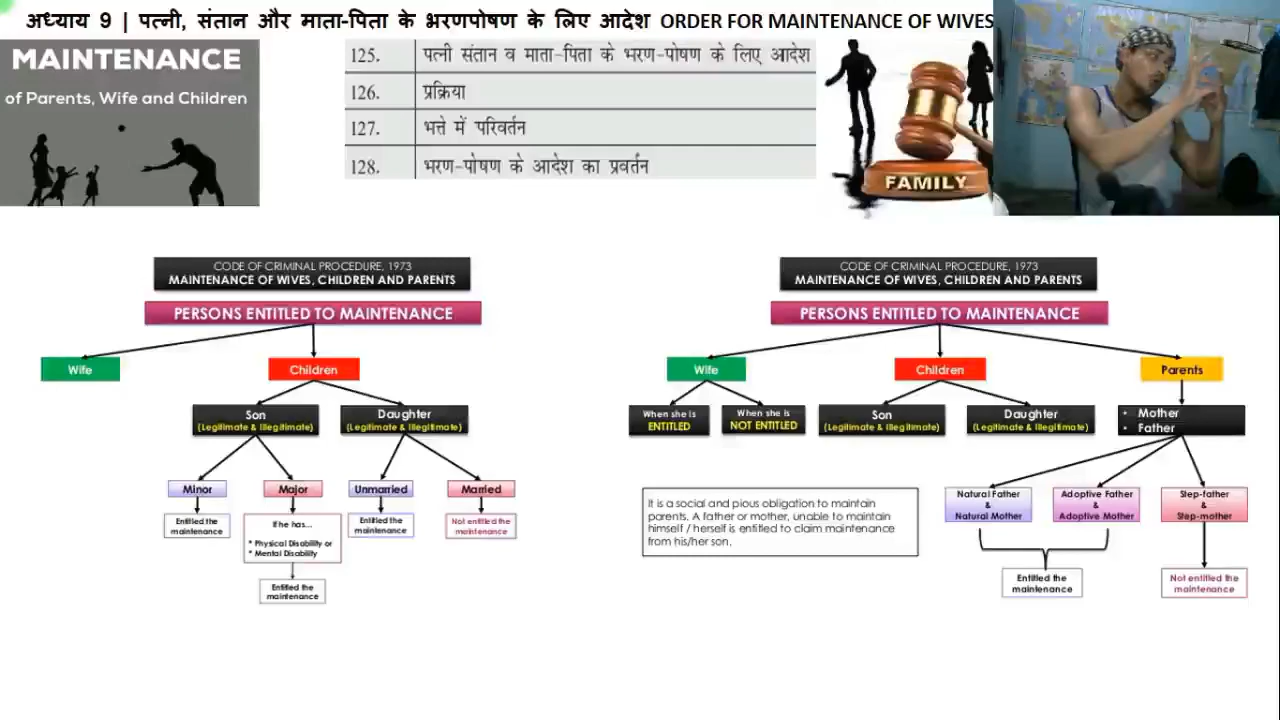 अध्याय 9 | पत्नी, संतान और माता-पिता के भरणपोषण के लिए आदेश ORDER FOR MAINTENANCE OF WIVES
MAINTENANCE
of Parents, Wife and Children
125. पत्नी संतान व माता-पिता के भरण-पोषण के लिए आदेश
126. प्रक्रिया
127. भत्ते में परिवर्तन
128. भरण-पोषण के आदेश का प्रवर्तन
FAMILY
CODE OF CRIMINAL PROCEDURE, 1973
MAINTENANCE OF WIVES, CHILDREN AND PARENTS
PERSONS ENTITLED TO MAINTENANCE
Wife
Children
Son
(Legitimate & Illegitimate)
Daughter
(Legitimate & Illegitimate)
Minor
Major
Unmarried
Married
Entitled the
maintenance
If he has...
* Physical Disability or
* Mental Disability
Entitled the
maintenance
Entitled the
maintenance
Not entitled the
maintenance
CODE OF CRIMINAL PROCEDURE, 1973
MAINTENANCE OF WIVES, CHILDREN AND PARENTS
PERSONS ENTITLED TO MAINTENANCE
Wife
Children
Parents
When she is
ENTITLED
When she is
NOT ENTITLED
Son
(Legitimate & Illegitimate)
Daughter
(Legitimate & Illegitimate)
• Mother
• Father
It is a social and pious obligation to maintain
parents. A father or mother, unable to maintain
himself / herself is entitled to claim maintenance
from his/her son.
Natural Father
&
Natural Mother
Adoptive Father
&
Adoptive Mother
Step-father
&
Step-mother
Entitled the
maintenance
Not entitled the
maintenance